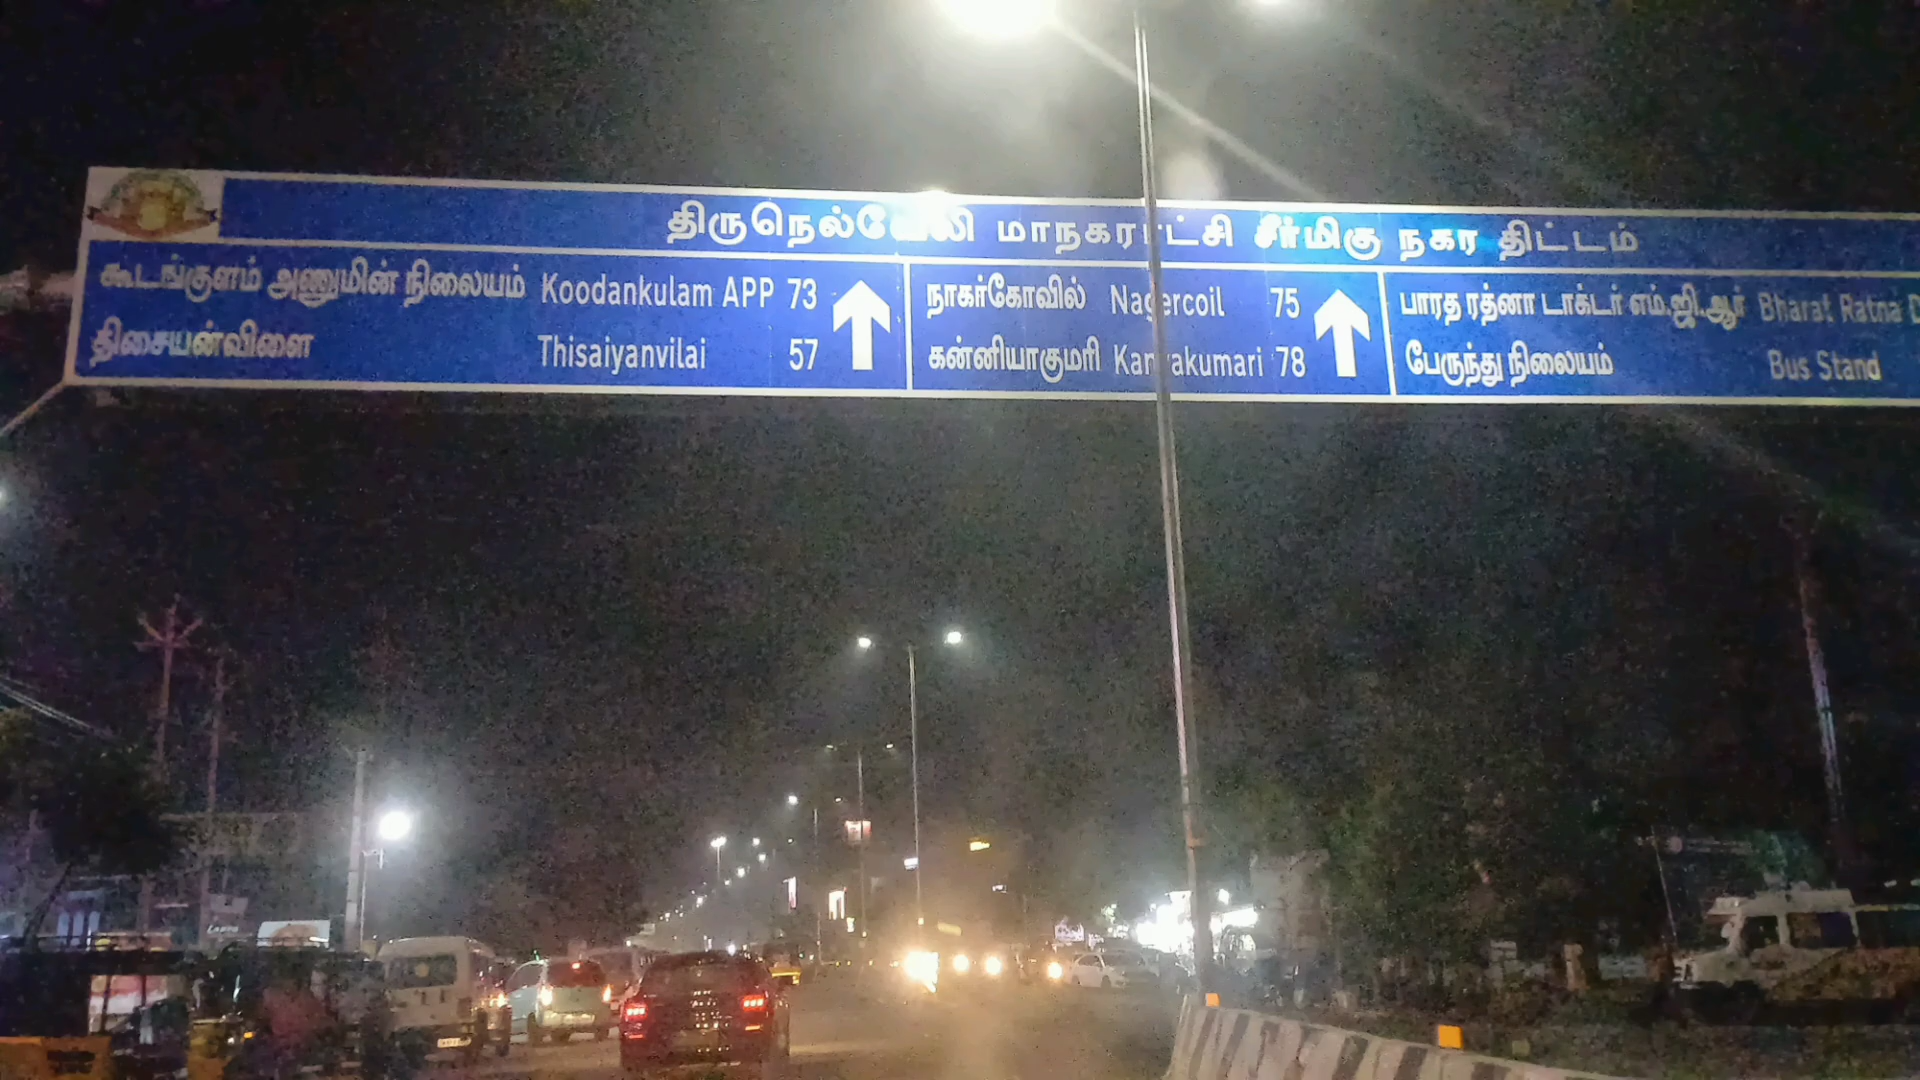 திருநெல்வேலி மாநகராட்சி சீர்மிகு நகர திட்டம்
கூடங்குளம் அணுமின் நிலையம் Koodankulam APP 73
திசையன்விளை Thisaiyanvilai 57
நாகர்கோவில் Nagercoil 75
கன்னியாகுமரி Kanyakumari 78
பாரத ரத்னா டாக்டர் எம்.ஜி.ஆர் Bharat Ratna D
பேருந்து நிலையம் Bus Stand